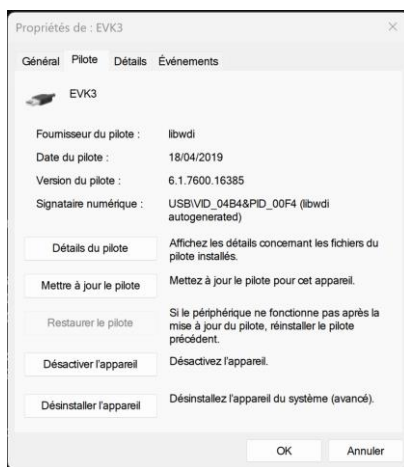 Propriétés de : EVK3
Général Pilote Détails Événements
EVK3
Fournisseur du pilote : libwdi
Date du pilote : 18/04/2019
Version du pilote : 6.1.7600.16385
Signataire numérique : USB\VID_04B4&PID_00F4 (libwdi
autogenerated)
Détails du pilote
Affichez les détails concernant les fichiers du
pilote installés.
Mettre à jour le pilote
Mettez à jour le pilote pour cet appareil.
Restaurer le pilote
Si le périphérique ne fonctionne pas après la
mise à jour du pilote, réinstaller le pilote
précédent.
Désactiver l'appareil
Désactivez l'appareil.
Désinstaller l'appareil
Désinstallez l'appareil du système (avancé).
OK Annuler